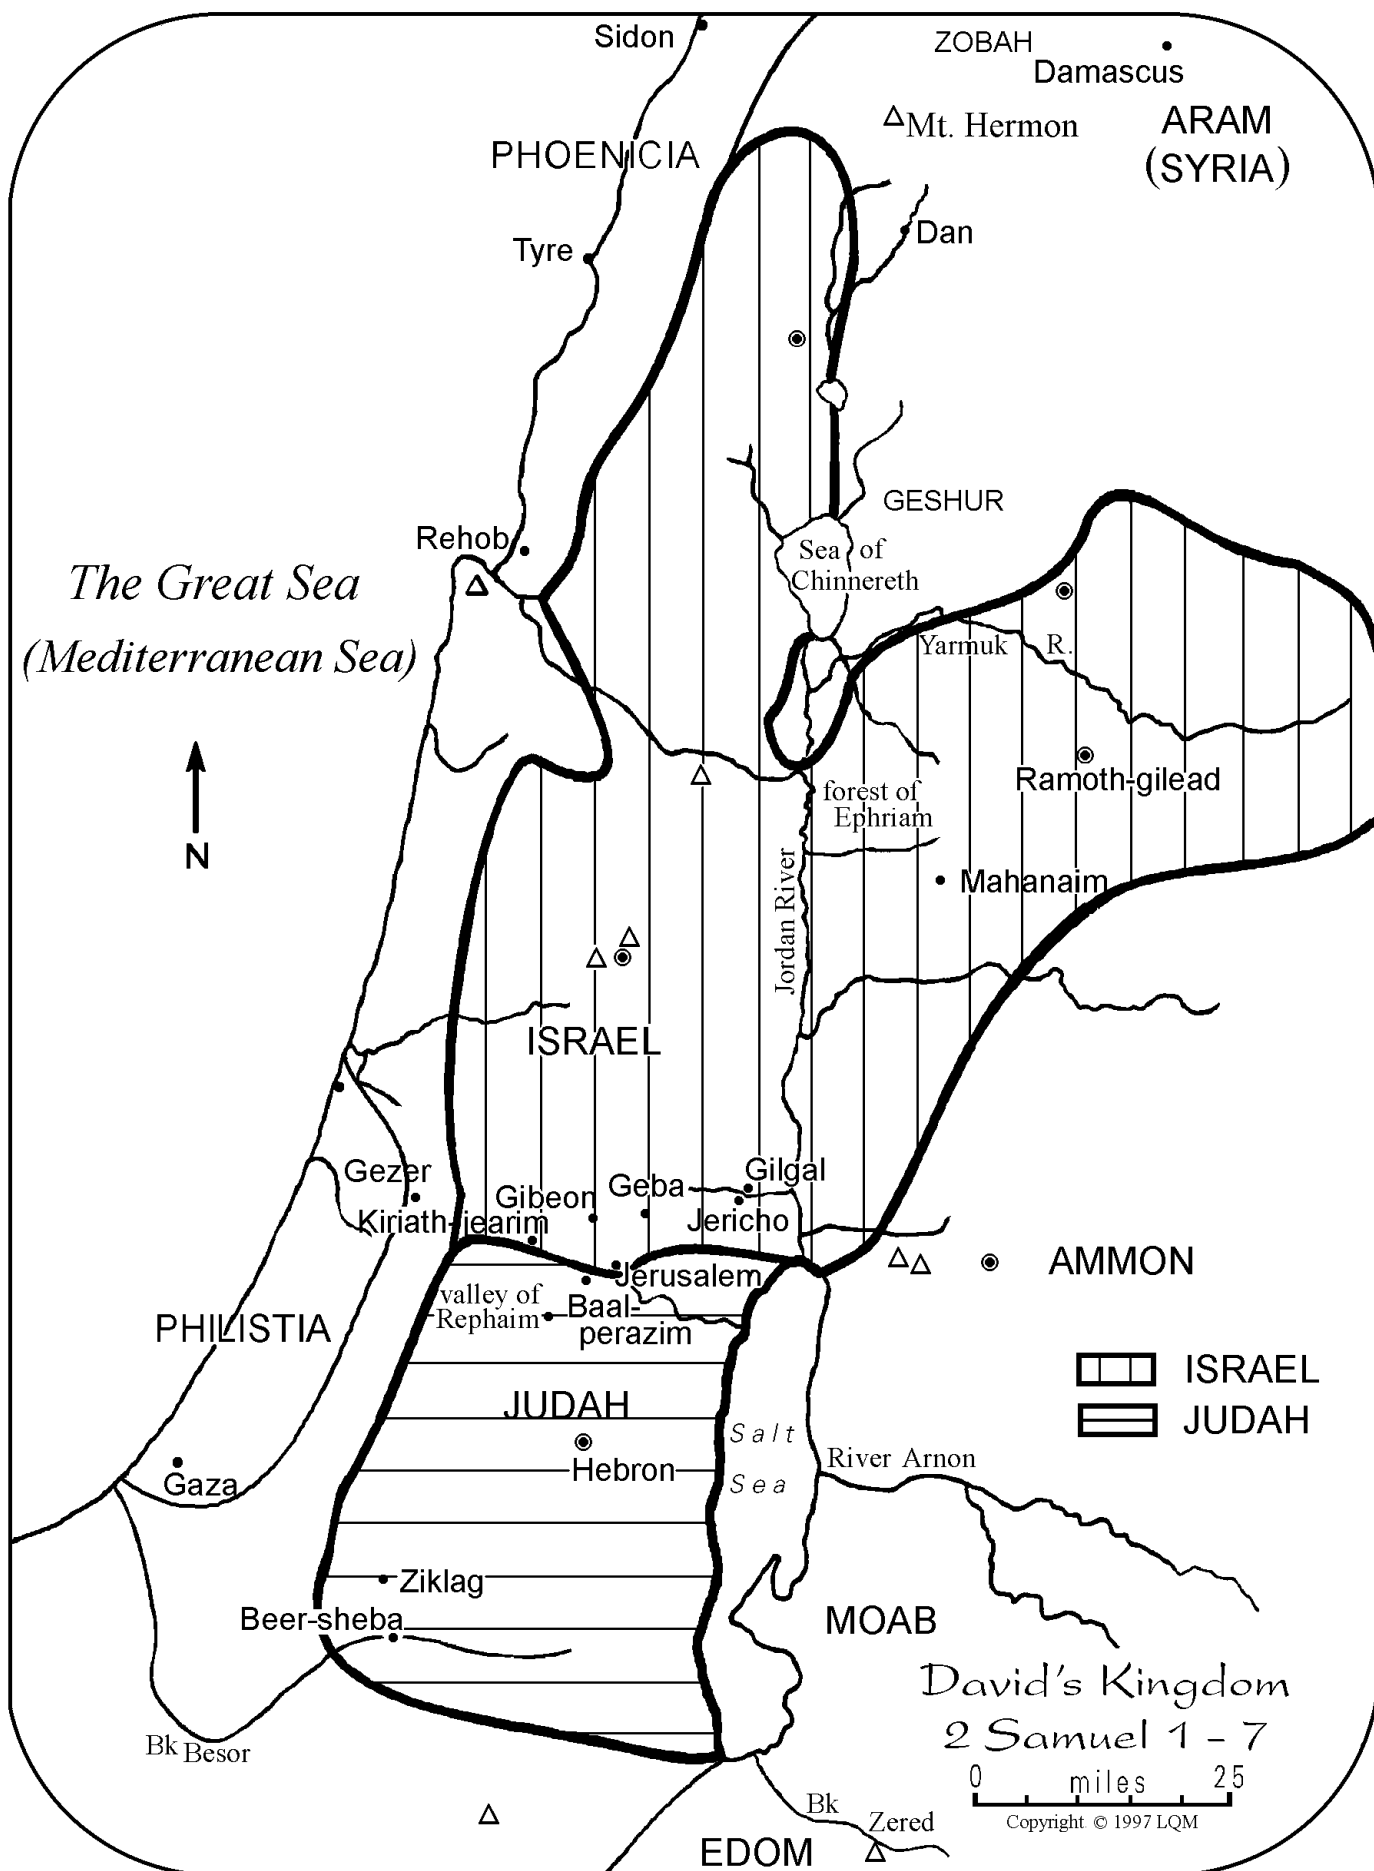 Sidon
ZOBAH
Damascus
Mt. Hermon
ARAM
(SYRIA)
PHOENICIA
Tyre
Dan
GESHUR
Rehob
Sea of
Chinnereth
The Great Sea
(Mediterranean Sea)
Yarmuk R.
N
Ramoth-gilead
forest of
Ephriam
Jordan River
Mahanaim
ISRAEL
Gezer
Gibeon
Geba
Gilgal
Kiriath-jearim
Jericho
AMMON
Jerusalem
valley of
Rephaim
Baal-
perazim
PHILISTIA
ISRAEL
JUDAH
JUDAH
Salt
Sea
River Arnon
Hebron
Gaza
Ziklag
Beer-sheba
MOAB
David's Kingdom
2 Samuel 1 - 7
Bk Besor
0 miles 25
Bk Zered
Copyright © 1997 LQM
EDOM